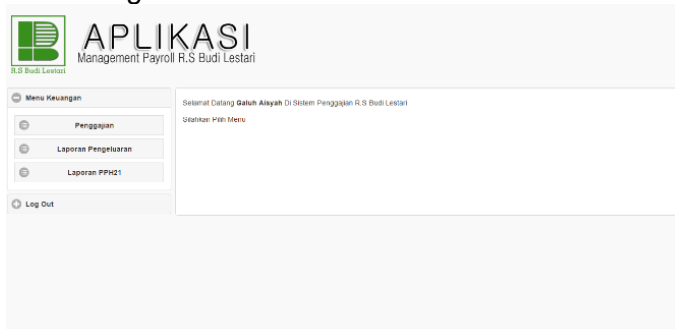 APLIKASI
Management Payroll R.S Budi Lestari
R.S Budi Lestari
Menu Keuangan
Penggajian
Laporan Pengeluaran
Laporan PPH21
Log Out
Selamat Datang Galuh Aisyah Di Sistem Penggajian R.S Budi Lestari
Silahkan Pilih Menu